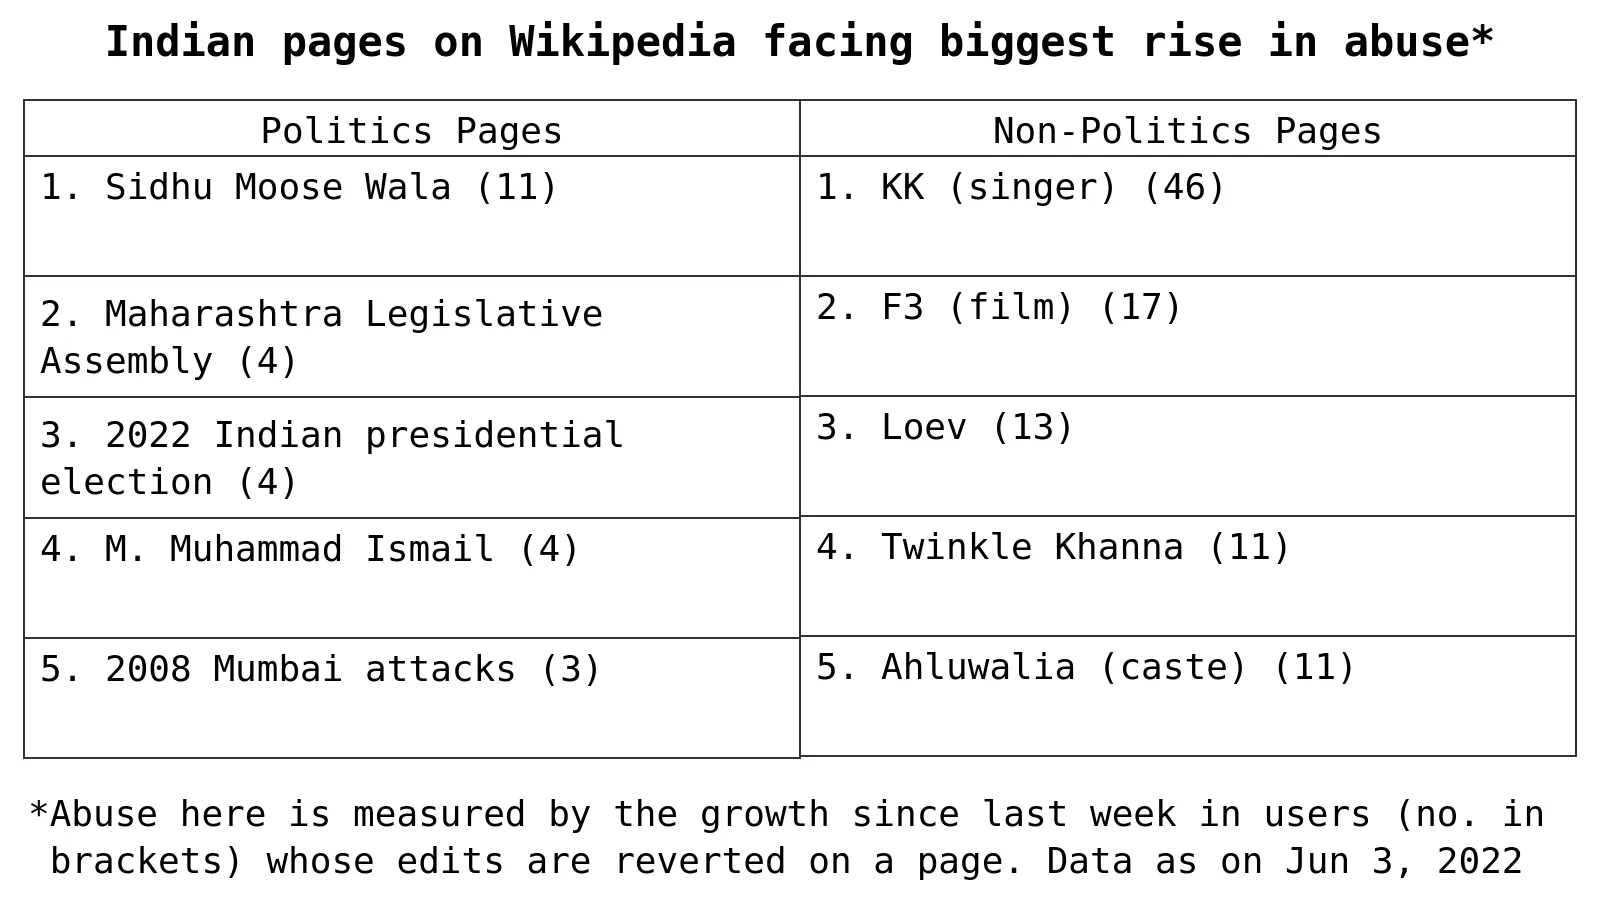 Indian pages on Wikipedia facing biggest rise in abuse*
Politics Pages
Non-Politics Pages
1. Sidhu Moose Wala (11)
1. KK (singer) (46)
2. Maharashtra Legislative
Assembly (4)
2. F3 (film) (17)
3. 2022 Indian presidential
election (4)
3. Loev (13)
4. M. Muhammad Ismail (4)
4. Twinkle Khanna (11)
5. 2008 Mumbai attacks (3)
5. Ahluwalia (caste) (11)
*Abuse here is measured by the growth since last week in users (no. in
brackets) whose edits are reverted on a page. Data as on Jun 3, 2022